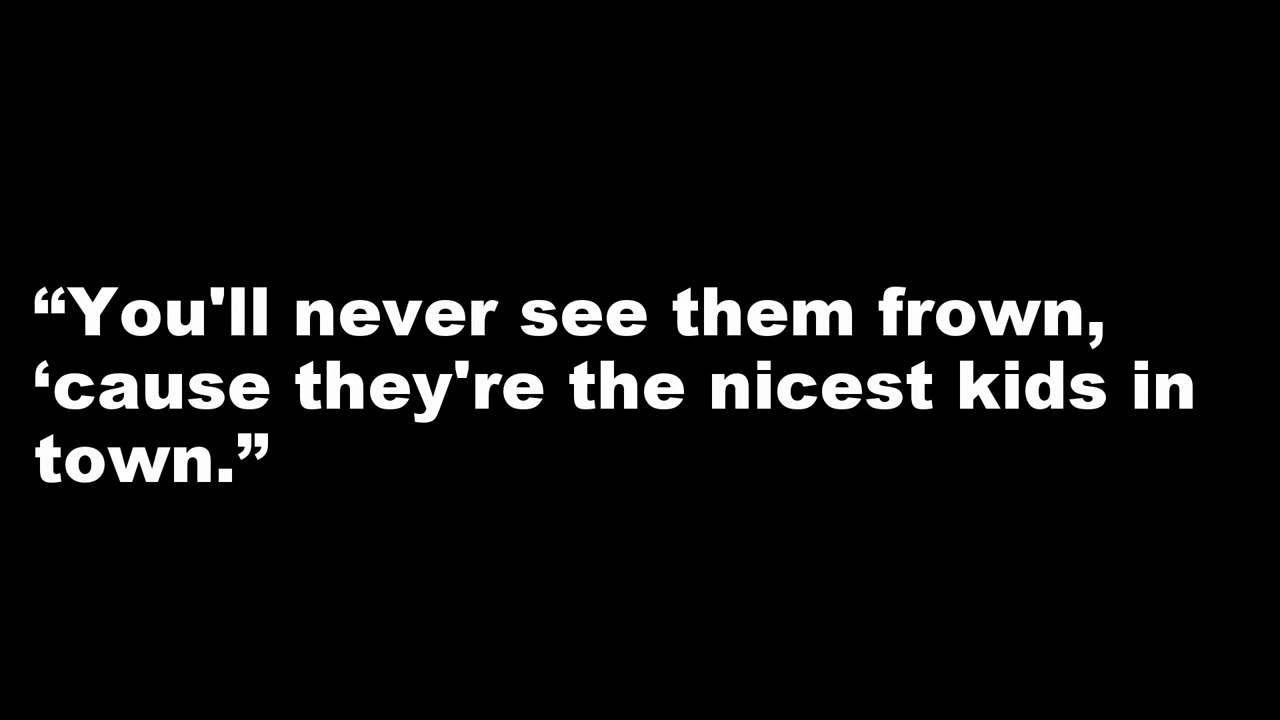 “You'll never see them frown,
‘cause they're the nicest kids in
town.”